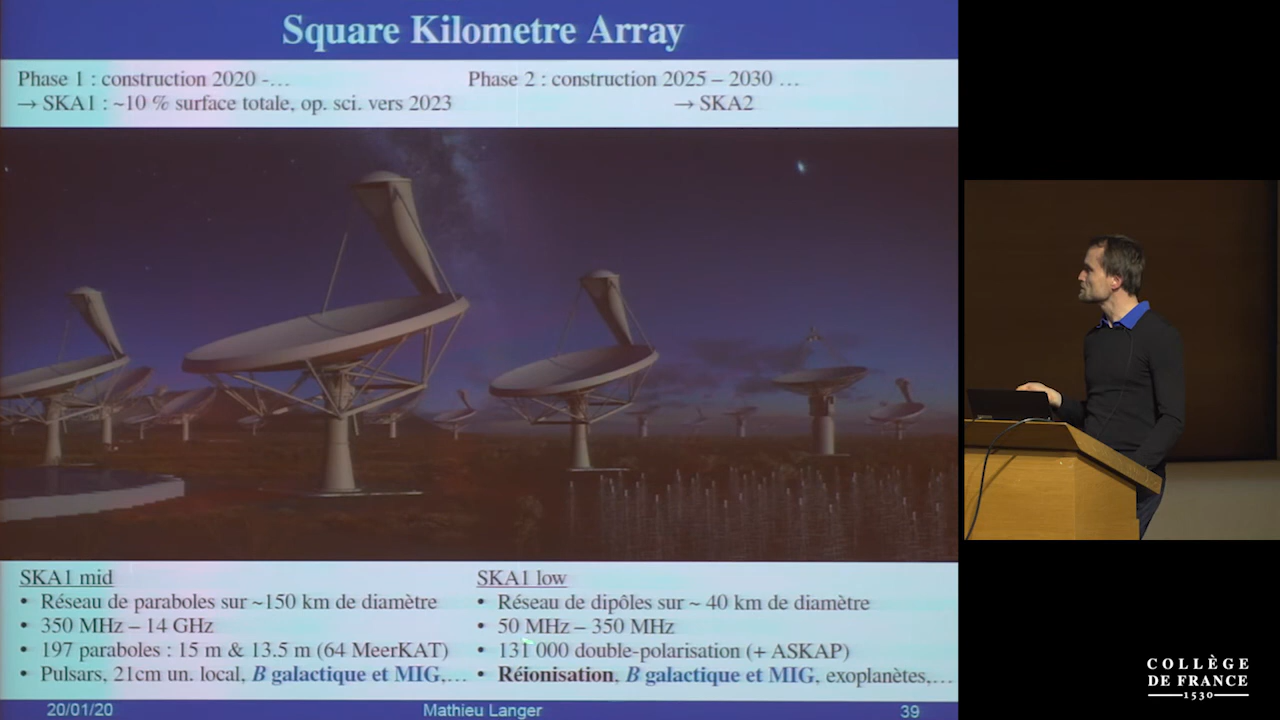 Square Kilometre Array
Phase 1 : construction 2020 -…
→ SKA1 : ~10 % surface totale, op. sci. vers 2023
Phase 2 : construction 2025 – 2030 …
→ SKA2
SKA1 mid
• Réseau de paraboles sur ~150 km de diamètre
• 350 MHz – 14 GHz
• 197 paraboles : 15 m & 13.5 m (64 MeerKAT)
• Pulsars, 21cm un. local, B galactique et MIG,…
SKA1 low
• Réseau de dipôles sur ~ 40 km de diamètre
• 50 MHz – 350 MHz
• 131 000 double-polarisation (+ ASKAP)
• Réionisation, B galactique et MIG, exoplanètes,…
20/01/20
Mathieu Langer
39
COLLÈGE
DE FRANCE
1530